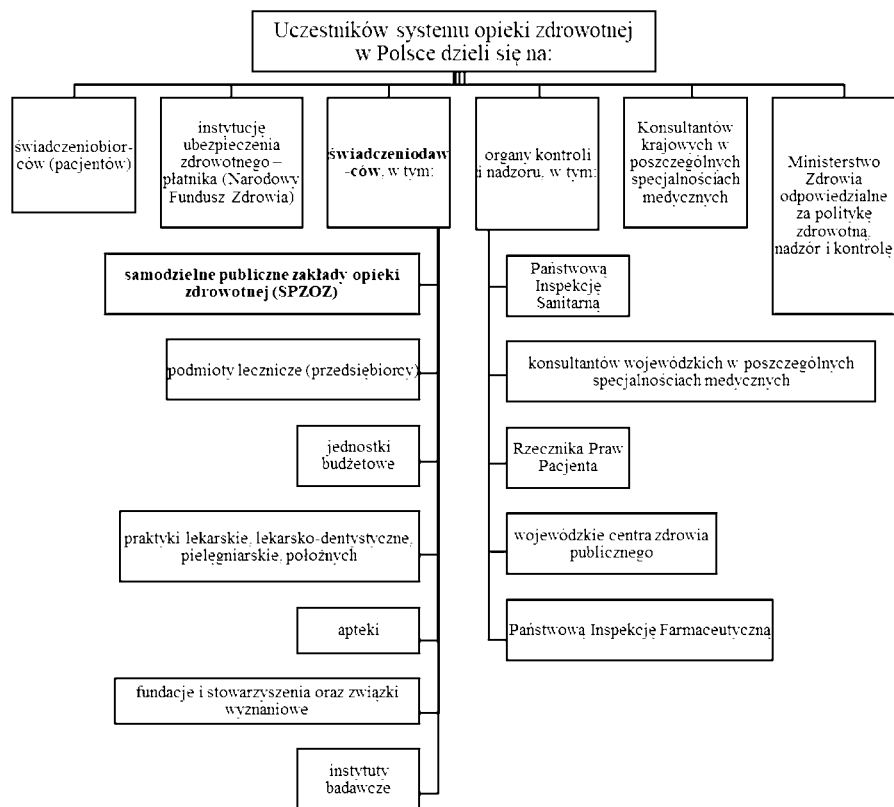 Uczestników systemu opieki zdrowotnej
w Polsce dzieli się na:
świadczeniobior-
ców (pacjentów)
instytucję
ubezpieczenia
zdrowotnego –
płatnika (Narodowy
Fundusz Zdrowia)
świadczeniodaw
-ców, w tym:
organy kontroli
i nadzoru, w tym:
Konsultantów
krajowych w
poszczególnych
specjalnościach
medycznych
Ministerstwo
Zdrowia
odpowiedzialne
za politykę
zdrowotną,
nadzór i kontrolę
samodzielne publiczne zakłady opieki
zdrowotnej (SPZOZ)
podmioty lecznicze (przedsiębiorcy)
jednostki
budżetowe
praktyki lekarskie, lekarsko-dentystyczne,
pielęgniarskie, położnych
apteki
fundacje i stowarzyszenia oraz związki
wyznaniowe
instytuty
badawcze
Państwową
Inspekcję
Sanitarną
konsultantów wojewódzkich w poszczególnych
specjalnościach medycznych
Rzecznika Praw
Pacjenta
wojewódzkie centra zdrowia
publicznego
Państwową Inspekcję Farmaceutyczną